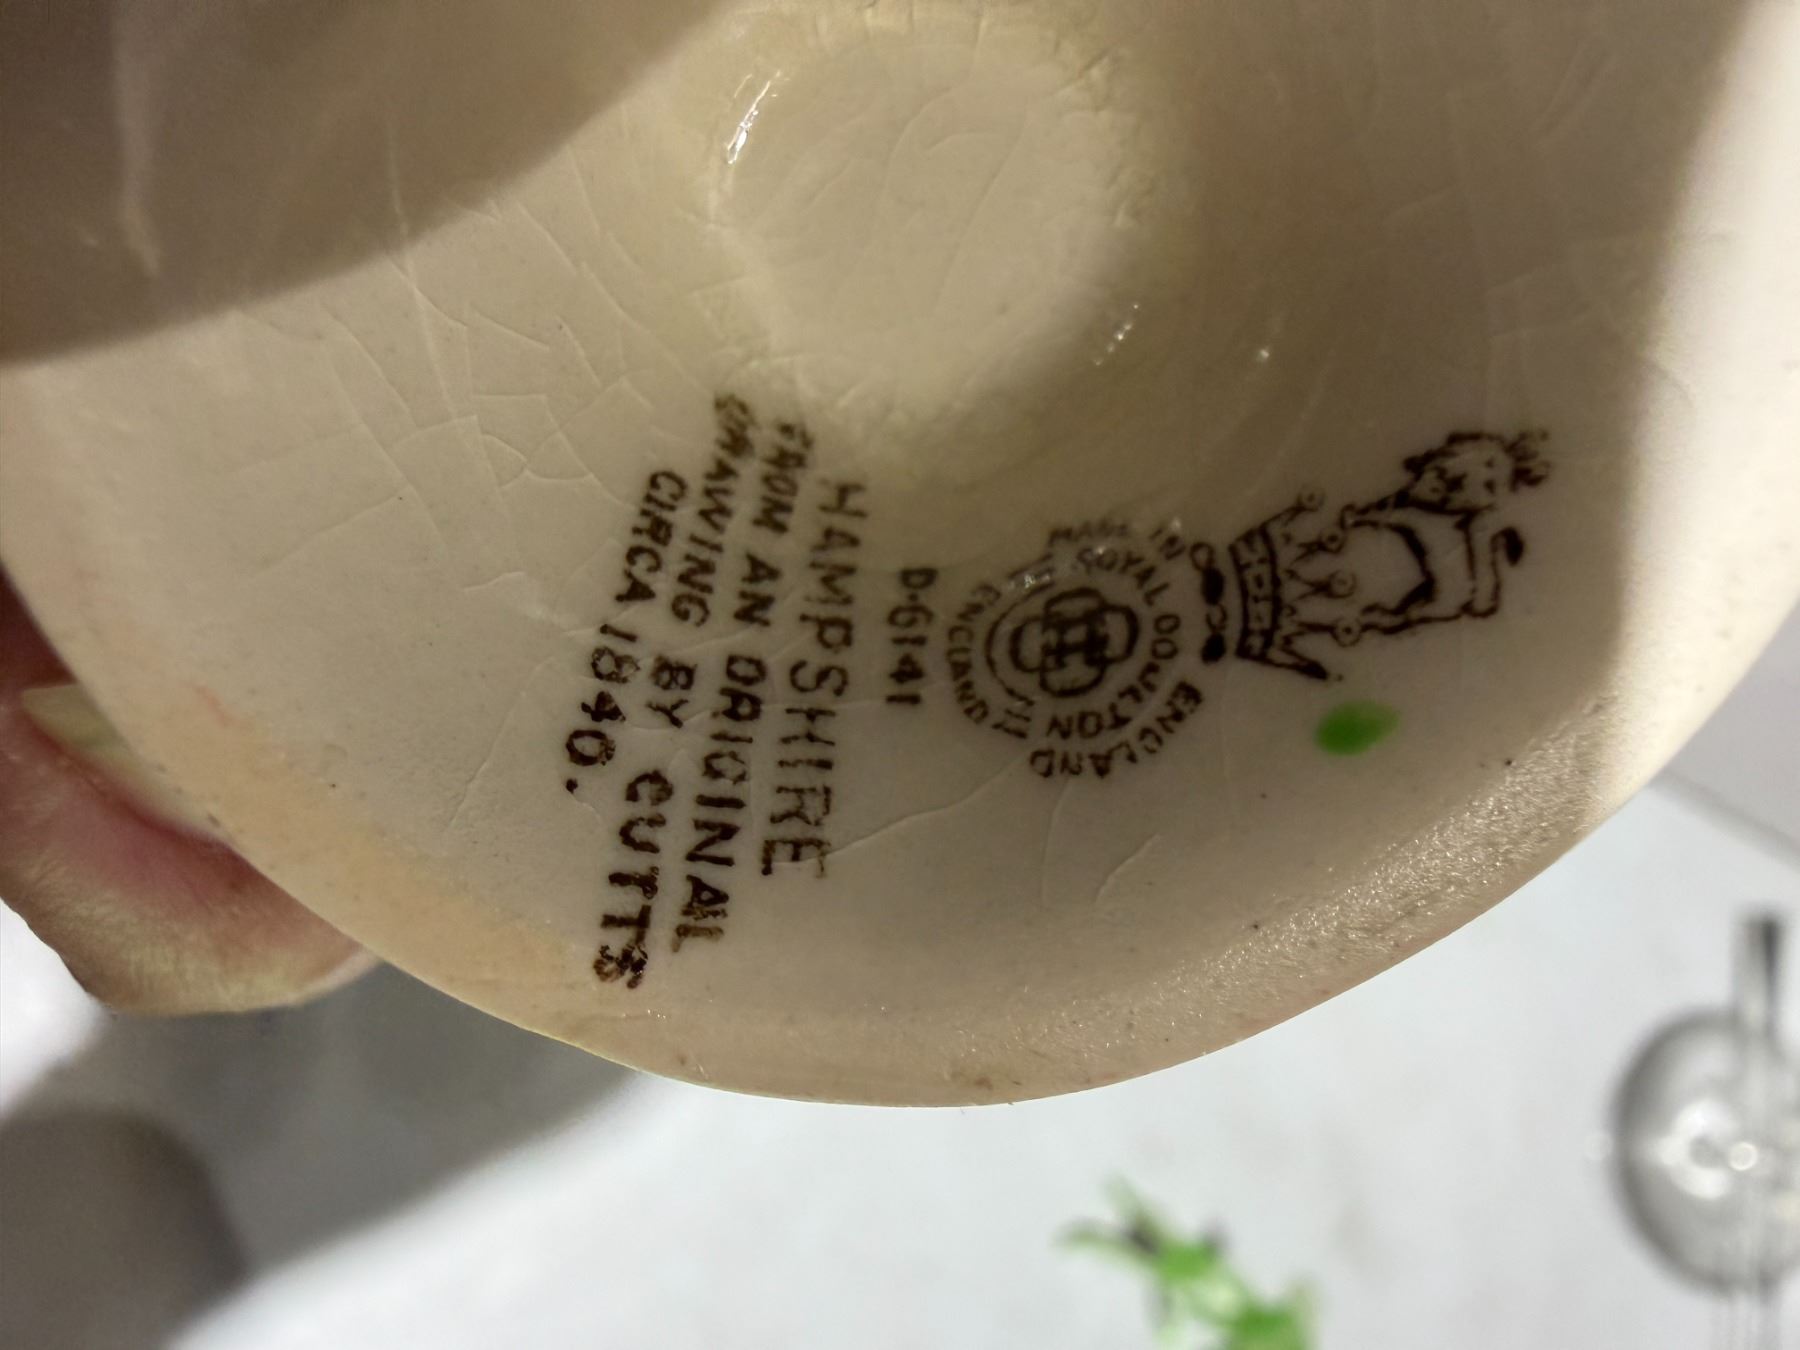 MADE IN
ENGLAND
ROYAL DOULTON
ENGLAND
D·6141
HAMPSHIRE
FROM AN ORIGINAL
DRAWING BY CUTTS
CIRCA 1840.